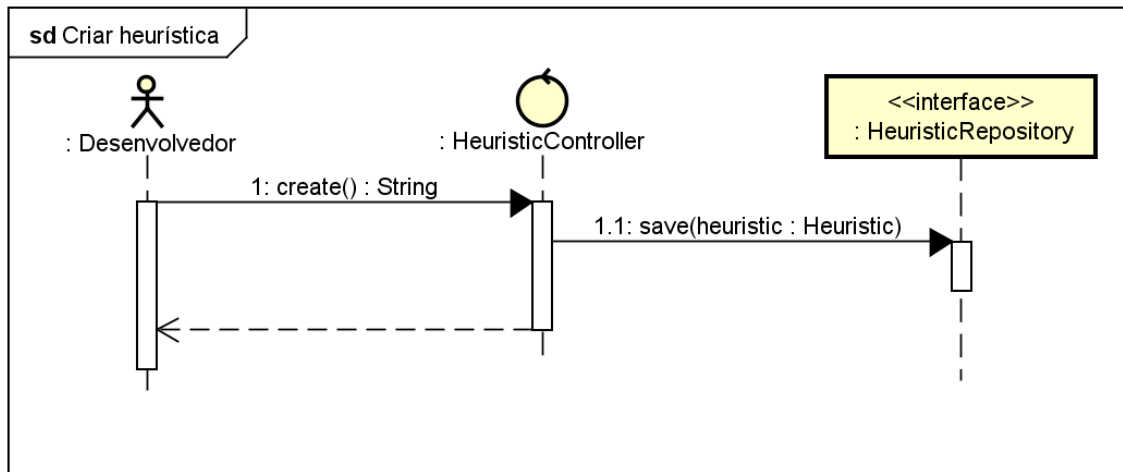 sd Criar heurística
: Desenvolvedor
: HeuristicController
<<interface>>
: HeuristicRepository
1: create() : String
1.1: save(heuristic : Heuristic)